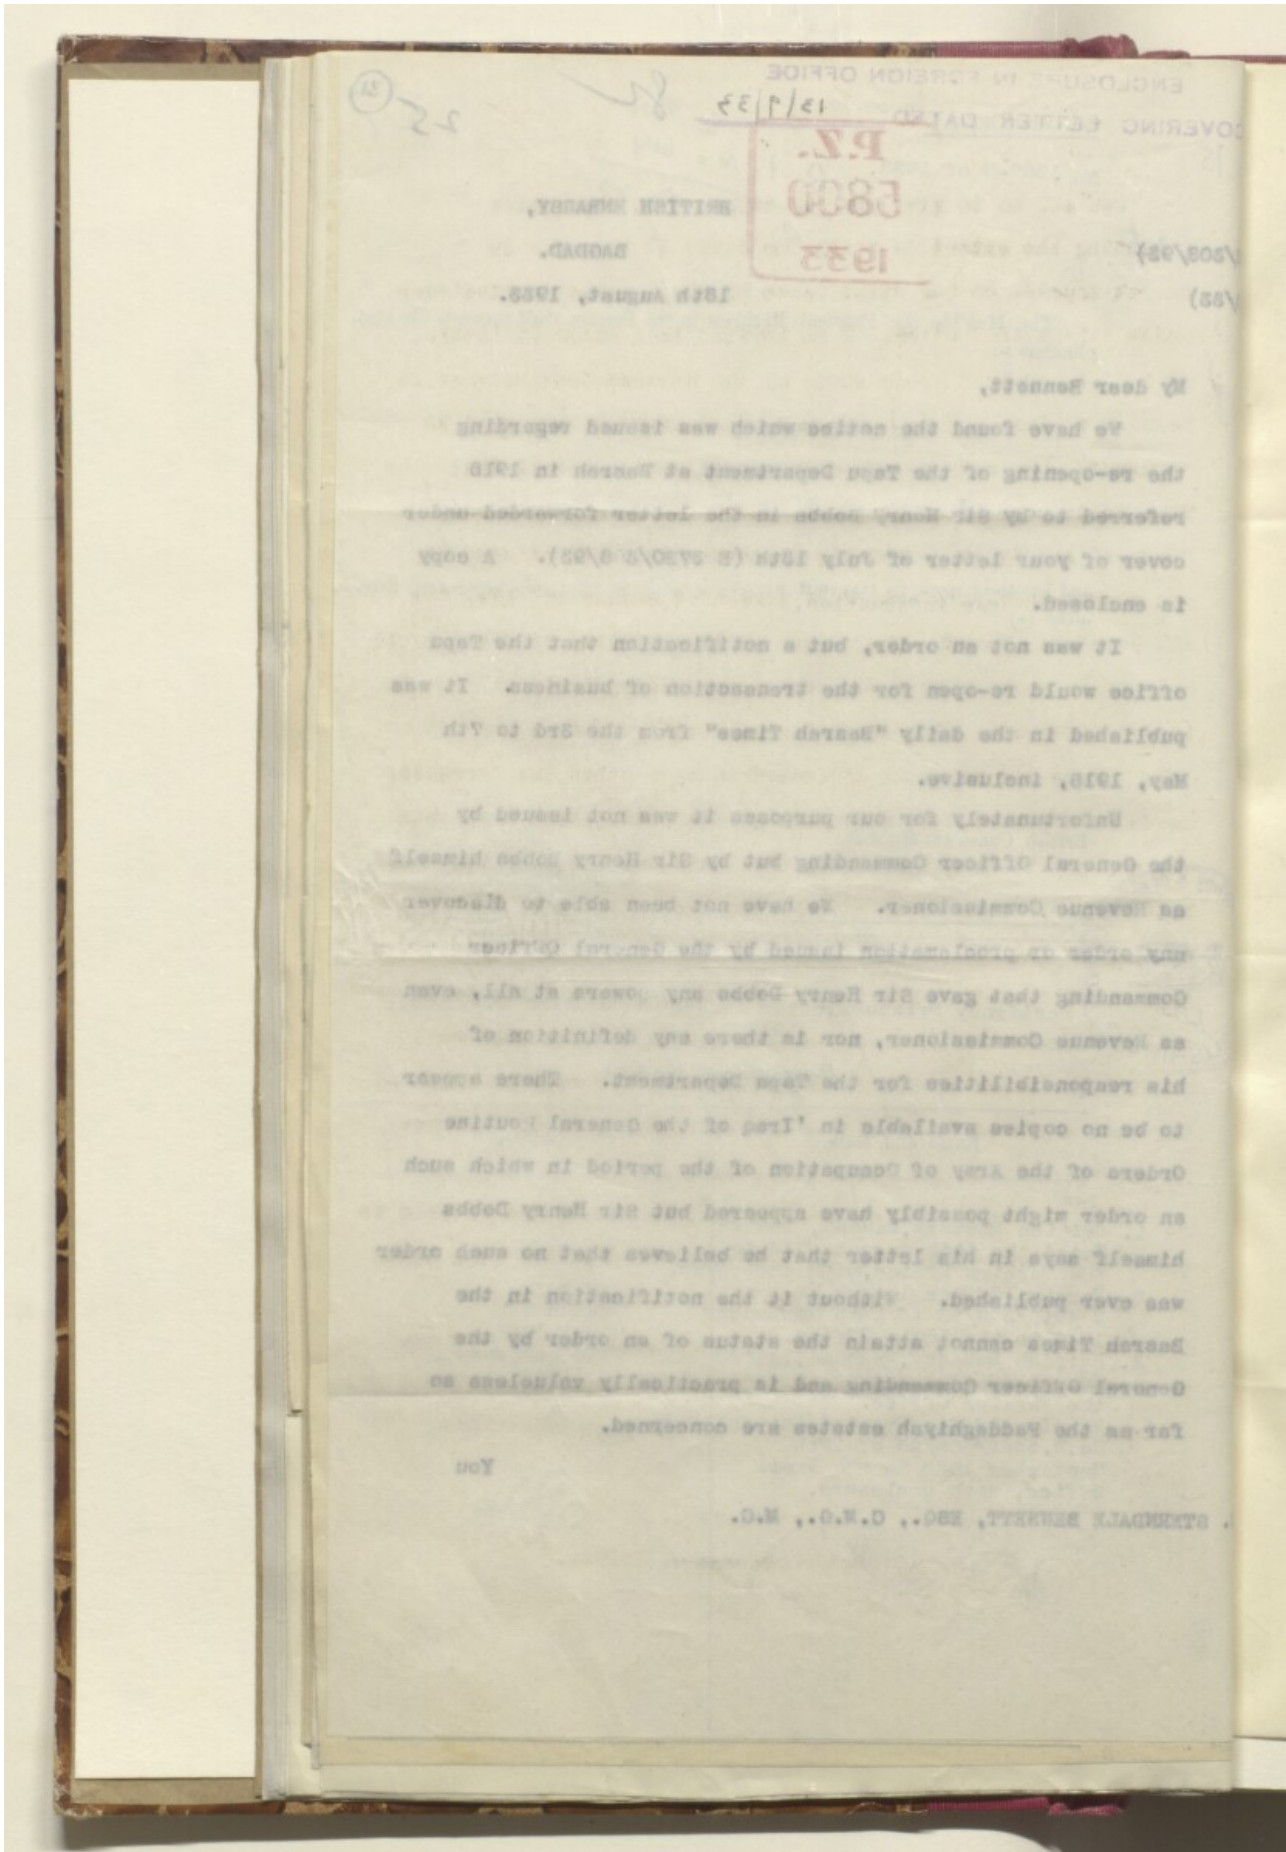 ENCLOSURE IN FOREIGN OFFICE
COVERING LETTER DATED 13/9/33
25
31
P.Z.
5800
1933
BRITISH EMBASSY,
BAGDAD.
18th August, 1933.
My dear Bennett,
We have found the notice which was issued regarding
the re-opening of the Tapu Department at Basrah in 1916
referred to by Sir Henry Dobbs in the letter forwarded under
cover of your letter of July 18th A copy
is enclosed.
It was not an order, but a notification that the Tapu
office would re-open for the transaction of business. It was
published in the daily "Basrah Times" from the 3rd to 7th
May, 1916, inclusive.
Unfortunately for our purposes it was not issued by
the General Officer Commanding but by Sir Henry Dobbs himself
as Revenue Commissioner. We have not been able to discover
any order or proclamation issued by the General Officer
Commanding that gave Sir Henry Dobbs any powers at all, even
as Revenue Commissioner, nor is there any definition of
his responsibilities for the Tapu Department. There appear
to be no copies available in 'Iraq of the General Routine
Orders of the Army of Occupation of the period in which such
an order might possibly have appeared but Sir Henry Dobbs
himself says in his letter that he believes that no such order
was ever published. Without it the notification in the
Basrah Times cannot attain the status of an order by the
General Officer Commanding and is practically valueless so
far as the Faddaghiyah estates are concerned.
You
STERNDALE BENNETT, ESQ., C.M.G., M.C.